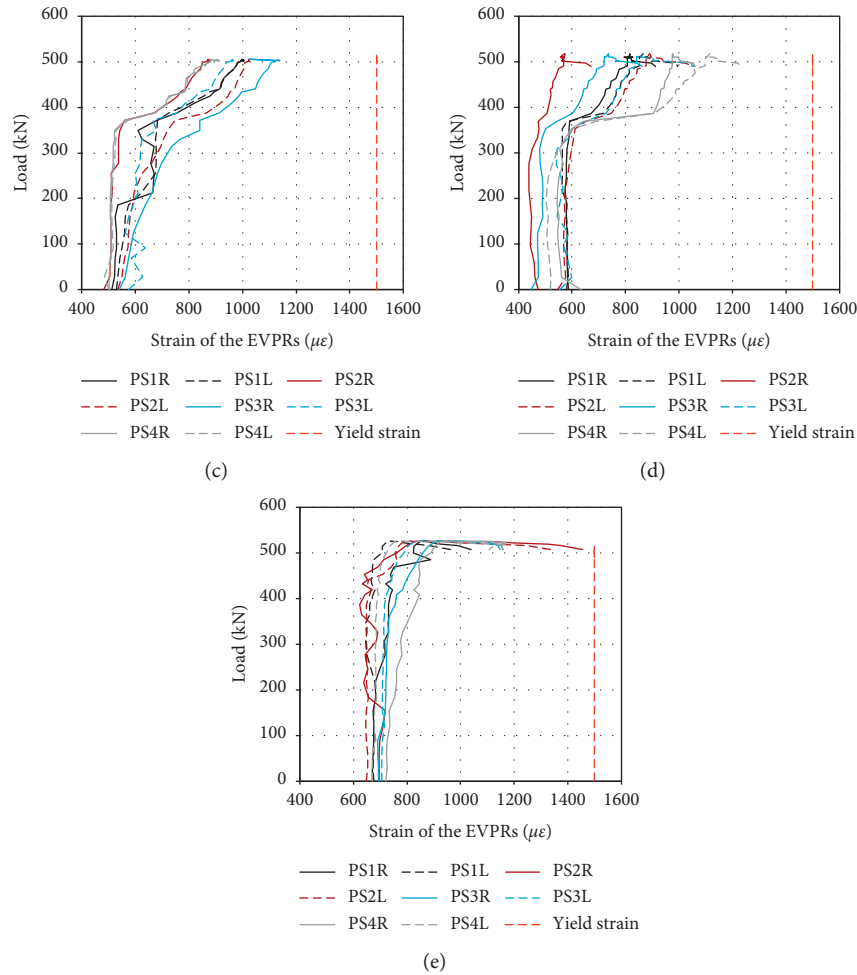 600
500
400
300
200
100
0
Load (kN)
400 600 800 1000 1200 1400 1600
Strain of the EVPRs (με)
PS1R PS1L PS2R
PS2L PS3R PS3L
PS4R PS4L Yield strain
(c)
600
500
400
300
200
100
0
Load (kN)
400 600 800 1000 1200 1400 1600
Strain of the EVPRs (με)
PS1R PS1L PS2R
PS2L PS3R PS3L
PS4R PS4L Yield strain
(d)
600
500
400
300
200
100
0
Load (kN)
400 600 800 1000 1200 1400 1600
Strain of the EVPRs (με)
PS1R PS1L PS2R
PS2L PS3R PS3L
PS4R PS4L Yield strain
(e)